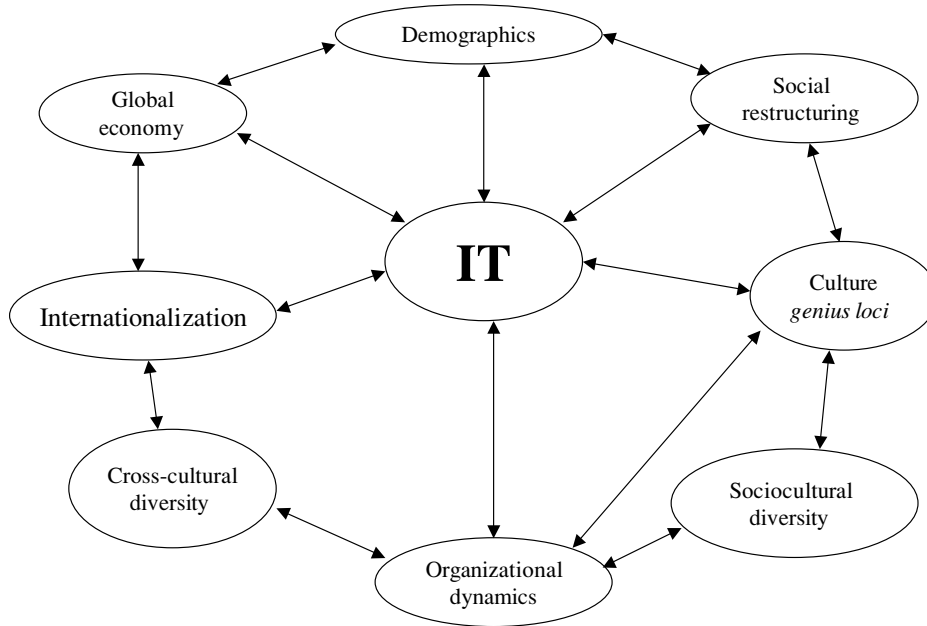 Demographics
Global
economy
Social
restructuring
IT
Culture
genius loci
Internationalization
Cross-cultural
diversity
Sociocultural
diversity
Organizational
dynamics